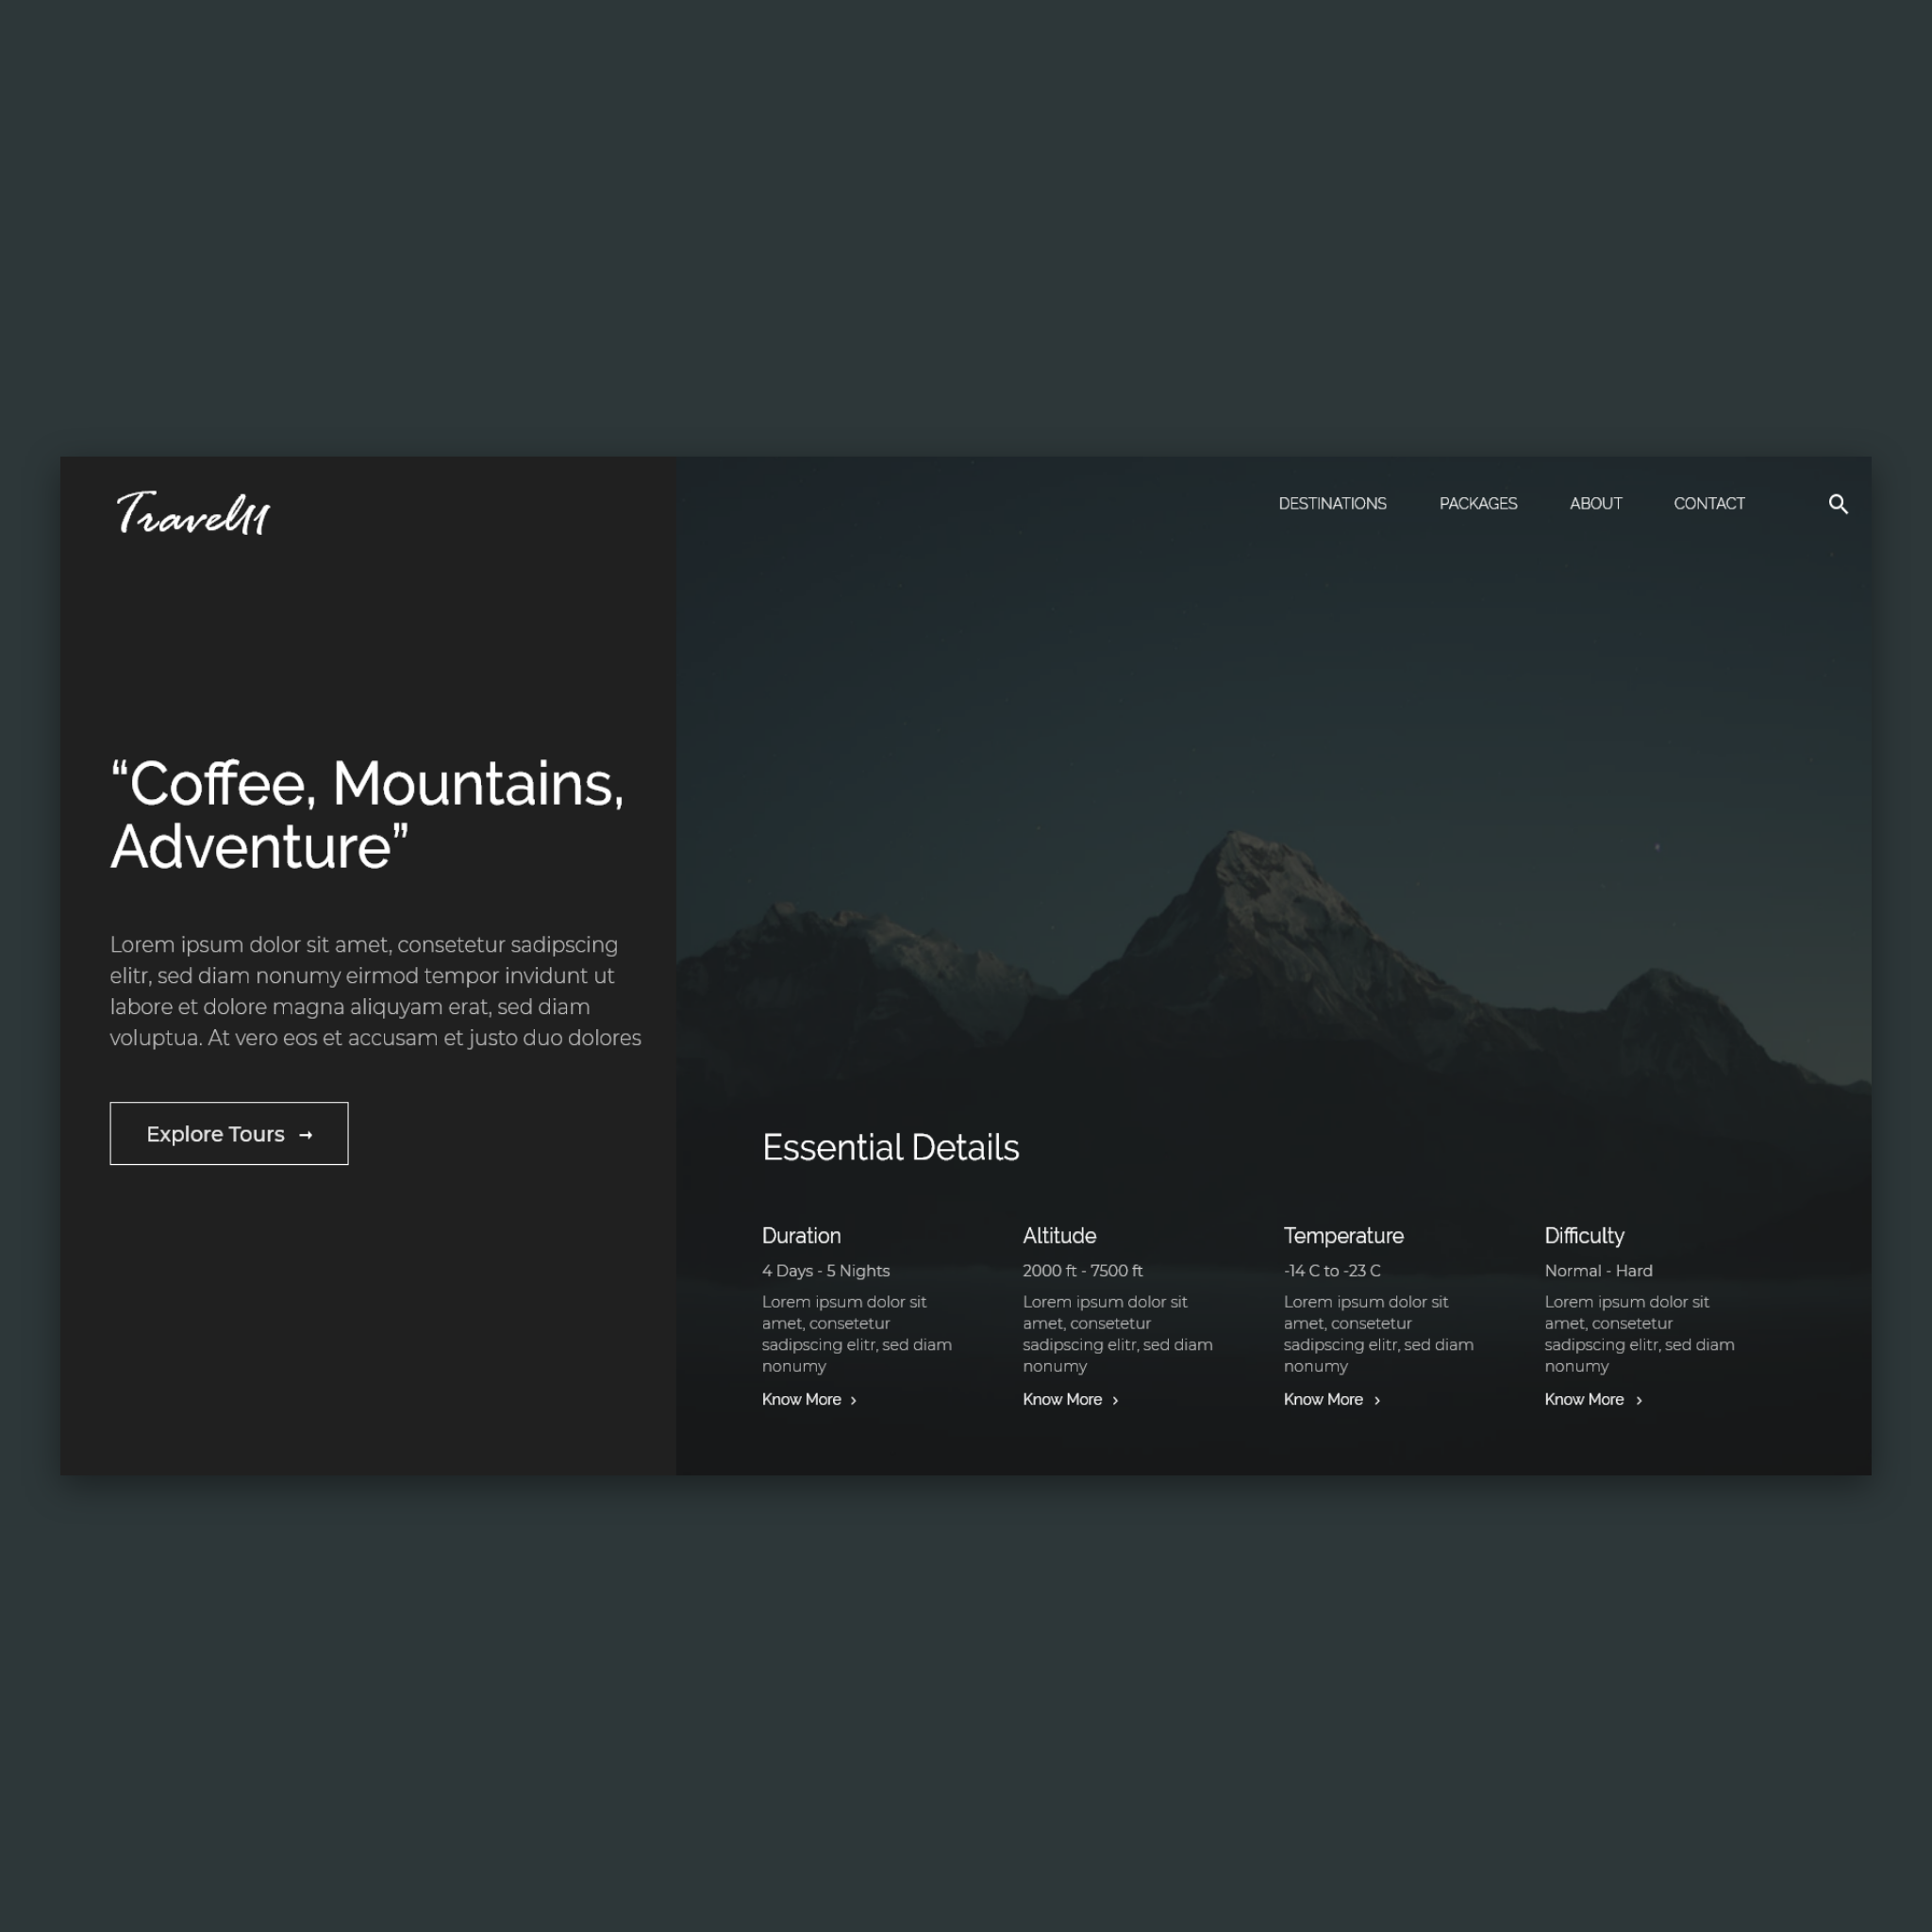 Travel11
DESTINATIONS PACKAGES ABOUT CONTACT
“Coffee, Mountains,
Adventure”
Lorem ipsum dolor sit amet, consetetur sadipscing
elitr, sed diam nonumy eirmod tempor invidunt ut
labore et dolore magna aliquyam erat, sed diam
voluptua. At vero eos et accusam et justo duo dolores
Explore Tours →
Essential Details
Duration
4 Days - 5 Nights
Lorem ipsum dolor sit
amet, consetetur
sadipscing elitr, sed diam
nonumy
Know More ›
Altitude
2000 ft - 7500 ft
Lorem ipsum dolor sit
amet, consetetur
sadipscing elitr, sed diam
nonumy
Know More ›
Temperature
-14 C to -23 C
Lorem ipsum dolor sit
amet, consetetur
sadipscing elitr, sed diam
nonumy
Know More ›
Difficulty
Normal - Hard
Lorem ipsum dolor sit
amet, consetetur
sadipscing elitr, sed diam
nonumy
Know More ›